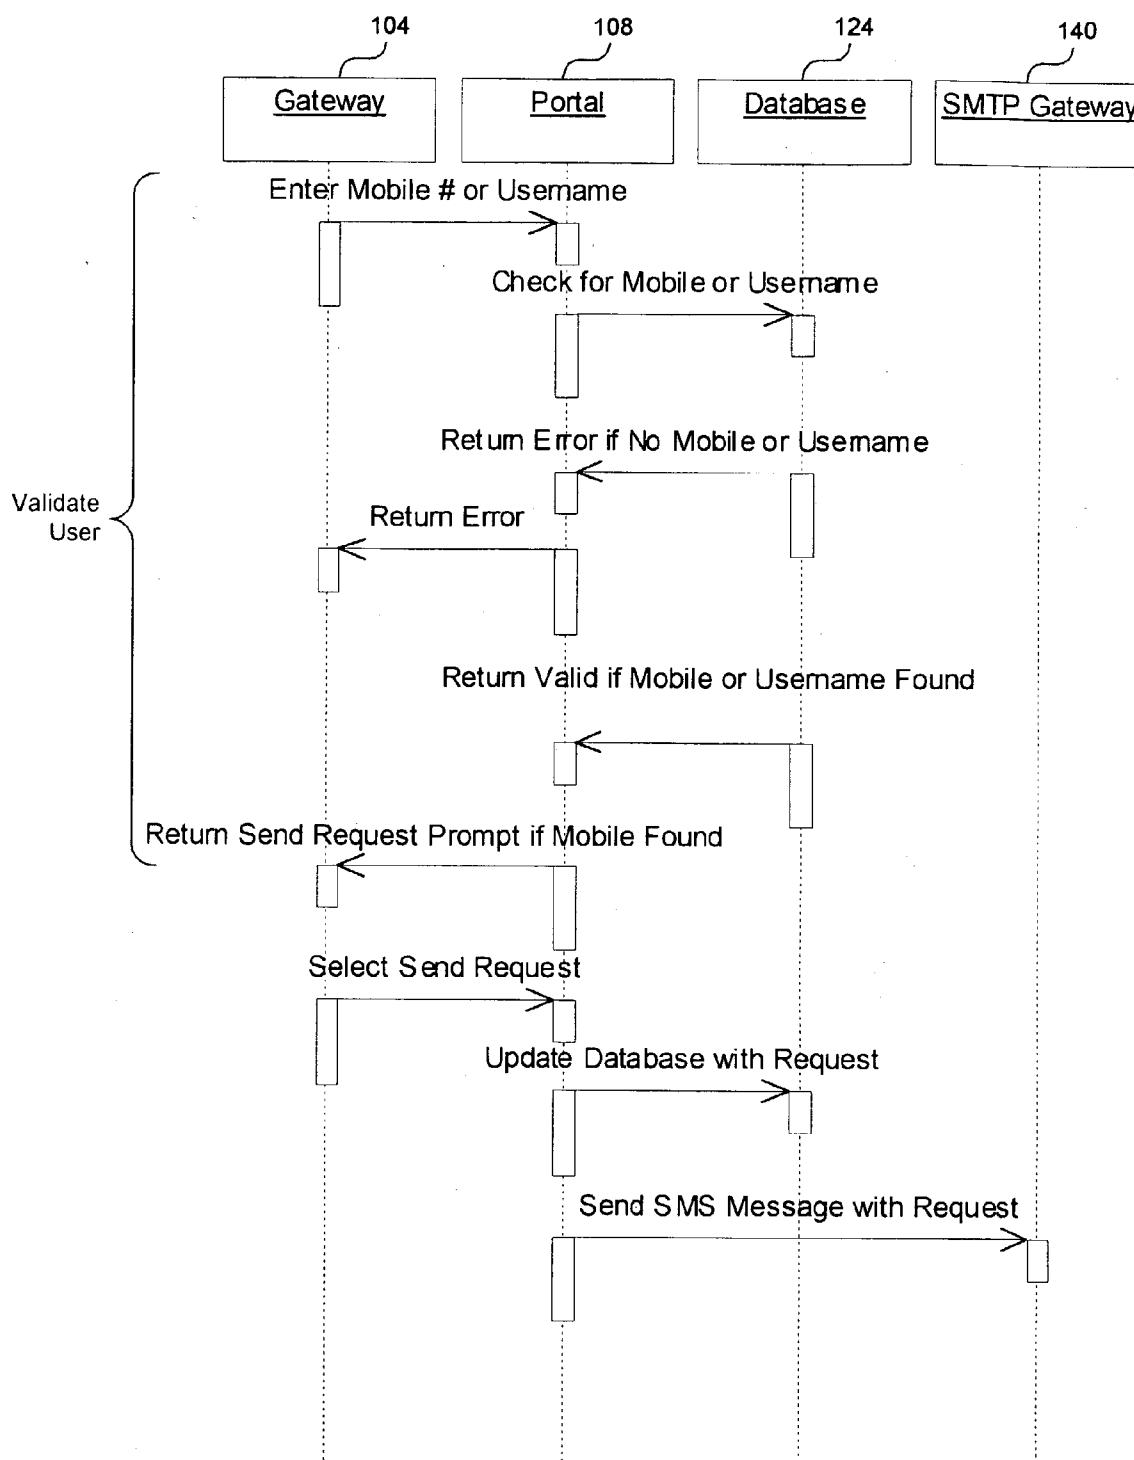 104
108
124
140
Gateway
Portal
Database
SMTP Gateway
Enter Mobile # or Username
Check for Mobile or Username
Return Error if No Mobile or Username
Validate
User
Return Error
Return Valid if Mobile or Username Found
Return Send Request Prompt if Mobile Found
Select Send Request
Update Database with Request
Send SMS Message with Request